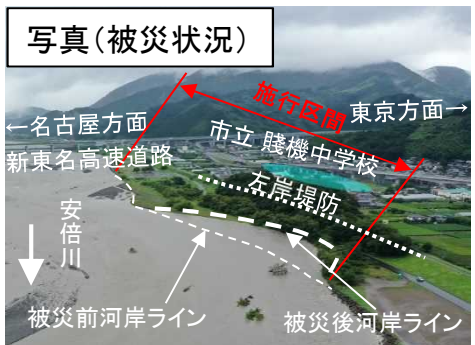 写真(被災状況)
施行区間
東京方面→
←名古屋方面
市立 賤機中学校
新東名高速道路
左岸堤防
安倍川
被災前河岸ライン
被災後河岸ライン